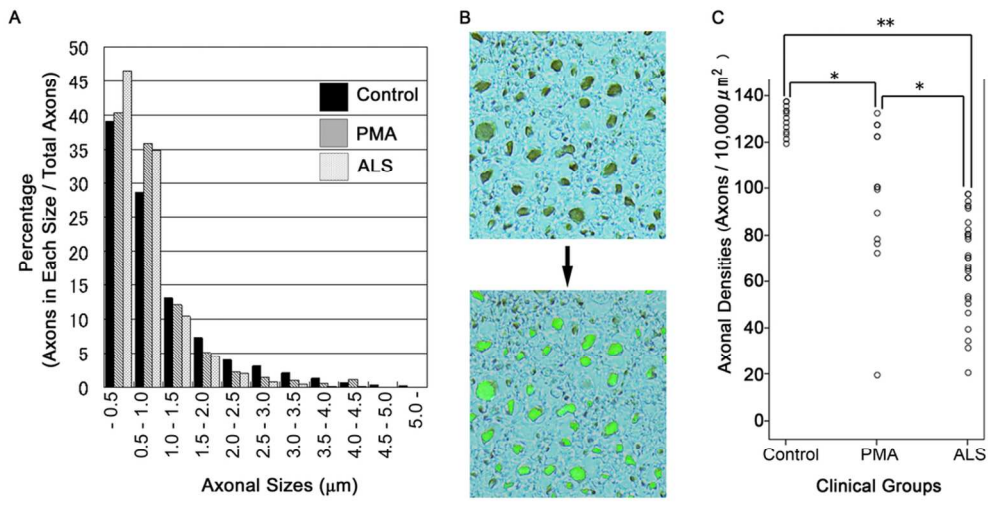 A
Percentage
(Axons in Each Size / Total Axons)
50
45
40
35
30
25
20
15
10
5
0
Control
PMA
ALS
- 0.5
0.5 - 1.0
1.0 - 1.5
1.5 - 2.0
2.0 - 2.5
2.5 - 3.0
3.0 - 3.5
3.5 - 4.0
4.0 - 4.5
4.5 - 5.0
5.0 -
Axonal Sizes (μm)
B
C
**
*
*
Axonal Densities (Axons / 10,000 μm²)
140
120
100
80
60
40
20
0
Control
PMA
ALS
Clinical Groups